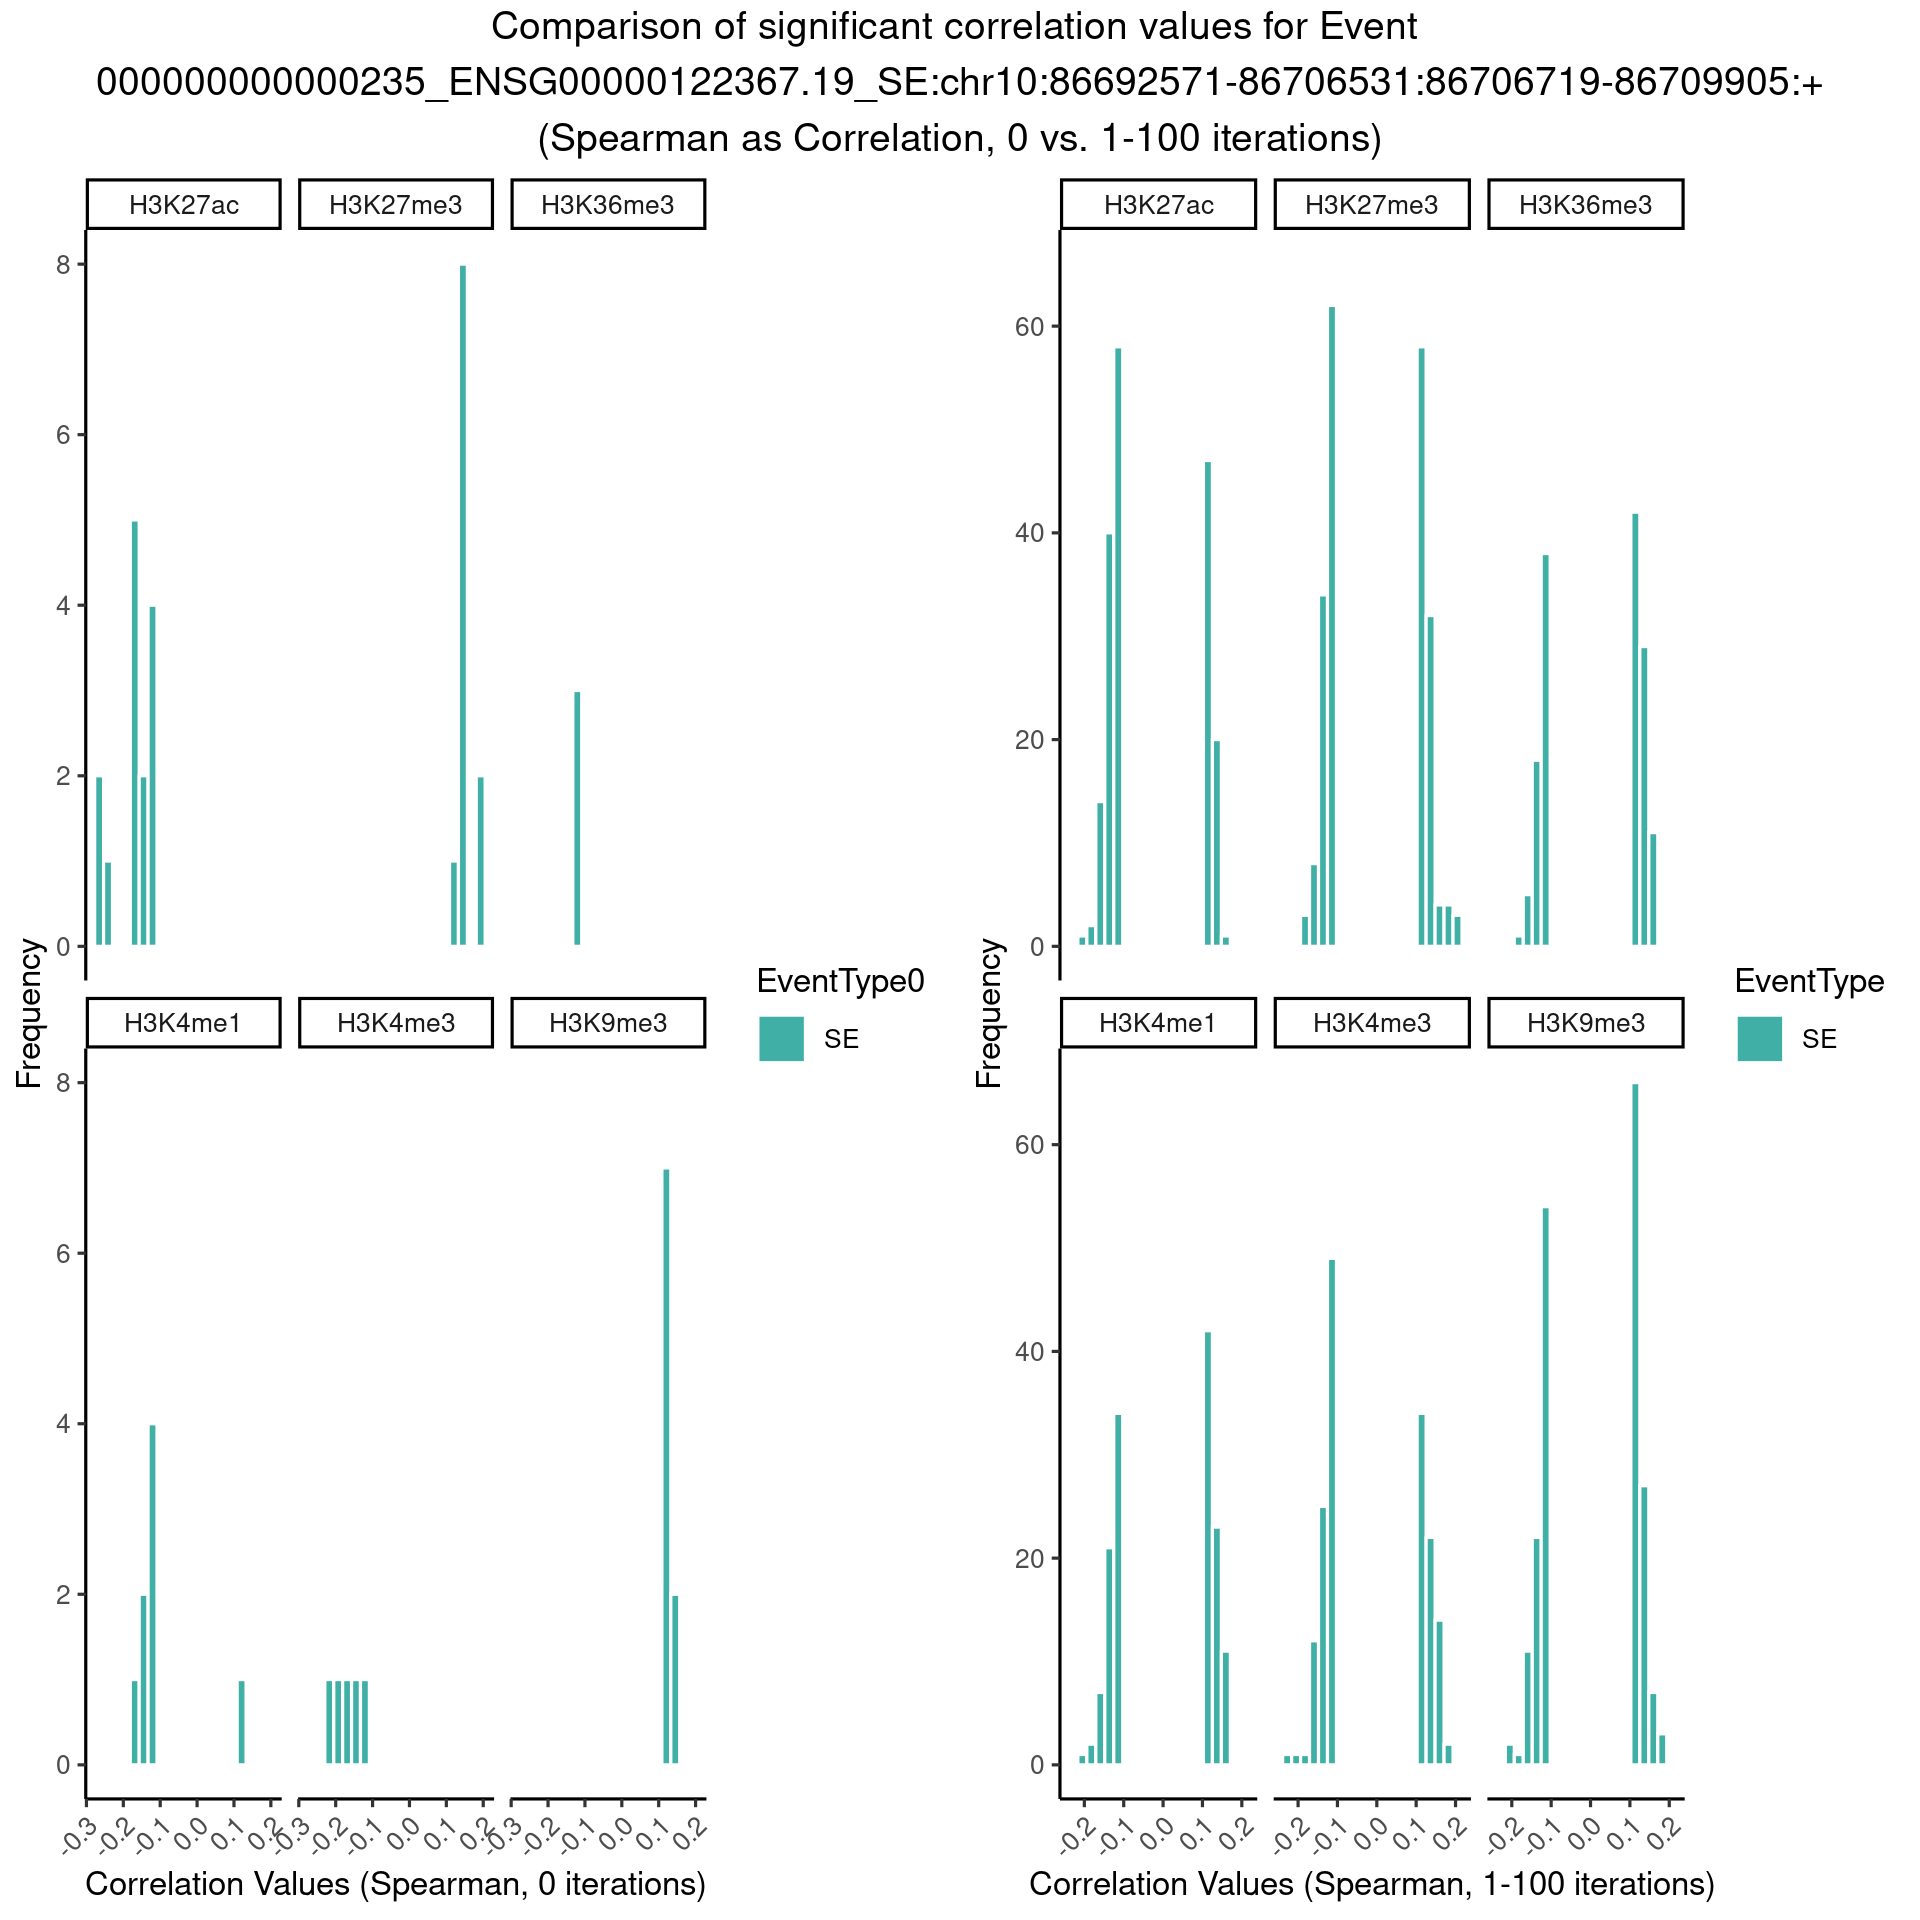 Comparison of significant correlation values for Event
000000000000235_ENSG00000122367.19_SE:chr10:86692571-86706531:86706719-86709905:+
(Spearman as Correlation, 0 vs. 1-100 iterations)
H3K27ac H3K27me3 H3K36me3
8
6
4
2
0
H3K4me1 H3K4me3 H3K9me3
8
6
4
2
0
Frequency
-0.3 -0.2 -0.1 0.0 0.1 0.2 -0.3 -0.2 -0.1 0.0 0.1 0.2 -0.3 -0.2 -0.1 0.0 0.1 0.2
Correlation Values (Spearman, 0 iterations)
EventType0
SE
H3K27ac H3K27me3 H3K36me3
60
40
20
0
H3K4me1 H3K4me3 H3K9me3
60
40
20
0
Frequency
-0.2 -0.1 0.0 0.1 0.2 -0.2 -0.1 0.0 0.1 0.2 -0.2 -0.1 0.0 0.1 0.2
Correlation Values (Spearman, 1-100 iterations)
EventType
SE